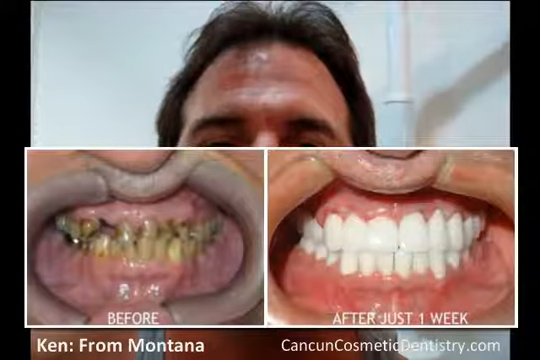 BEFORE
AFTER JUST 1 WEEK
Ken: From Montana
CancunCosmeticDentistry.com